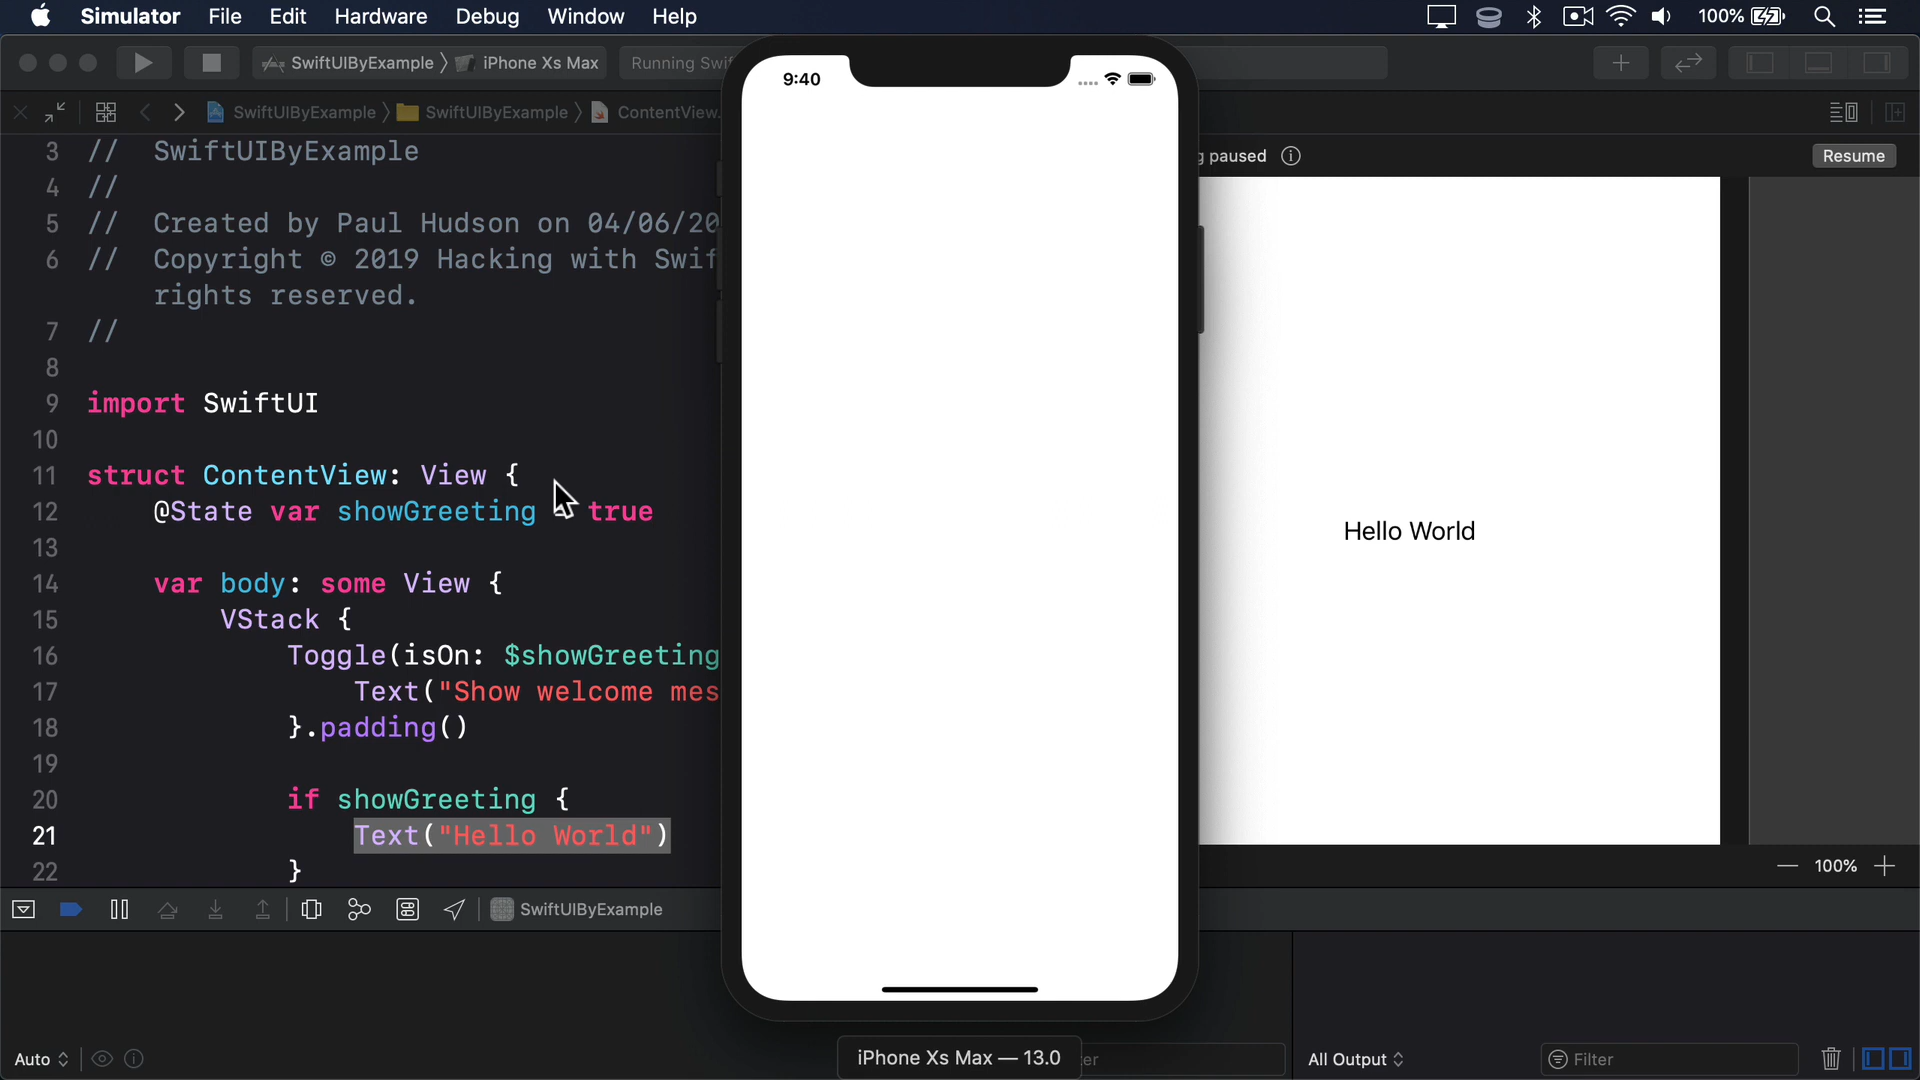 Simulator File Edit Hardware Debug Window Help 100%
SwiftUIByExample iPhone Xs Max Running Swif
SwiftUIByExample SwiftUIByExample ContentView.
3 // SwiftUIByExample
4 //
5 // Created by Paul Hudson on 04/06/20
6 // Copyright © 2019 Hacking with Swif
rights reserved.
7 //
8
9 import SwiftUI
10
11 struct ContentView: View {
12 @State var showGreeting true
13
14 var body: some View {
15 VStack {
16 Toggle(isOn: $showGreeting
17 Text("Show welcome mes
18 }.padding()
19
20 if showGreeting {
21 Text("Hello World")
22 }
SwiftUIByExample
Auto
9:40
iPhone Xs Max — 13.0
g paused
Resume
Hello World
100%
er
All Output
Filter